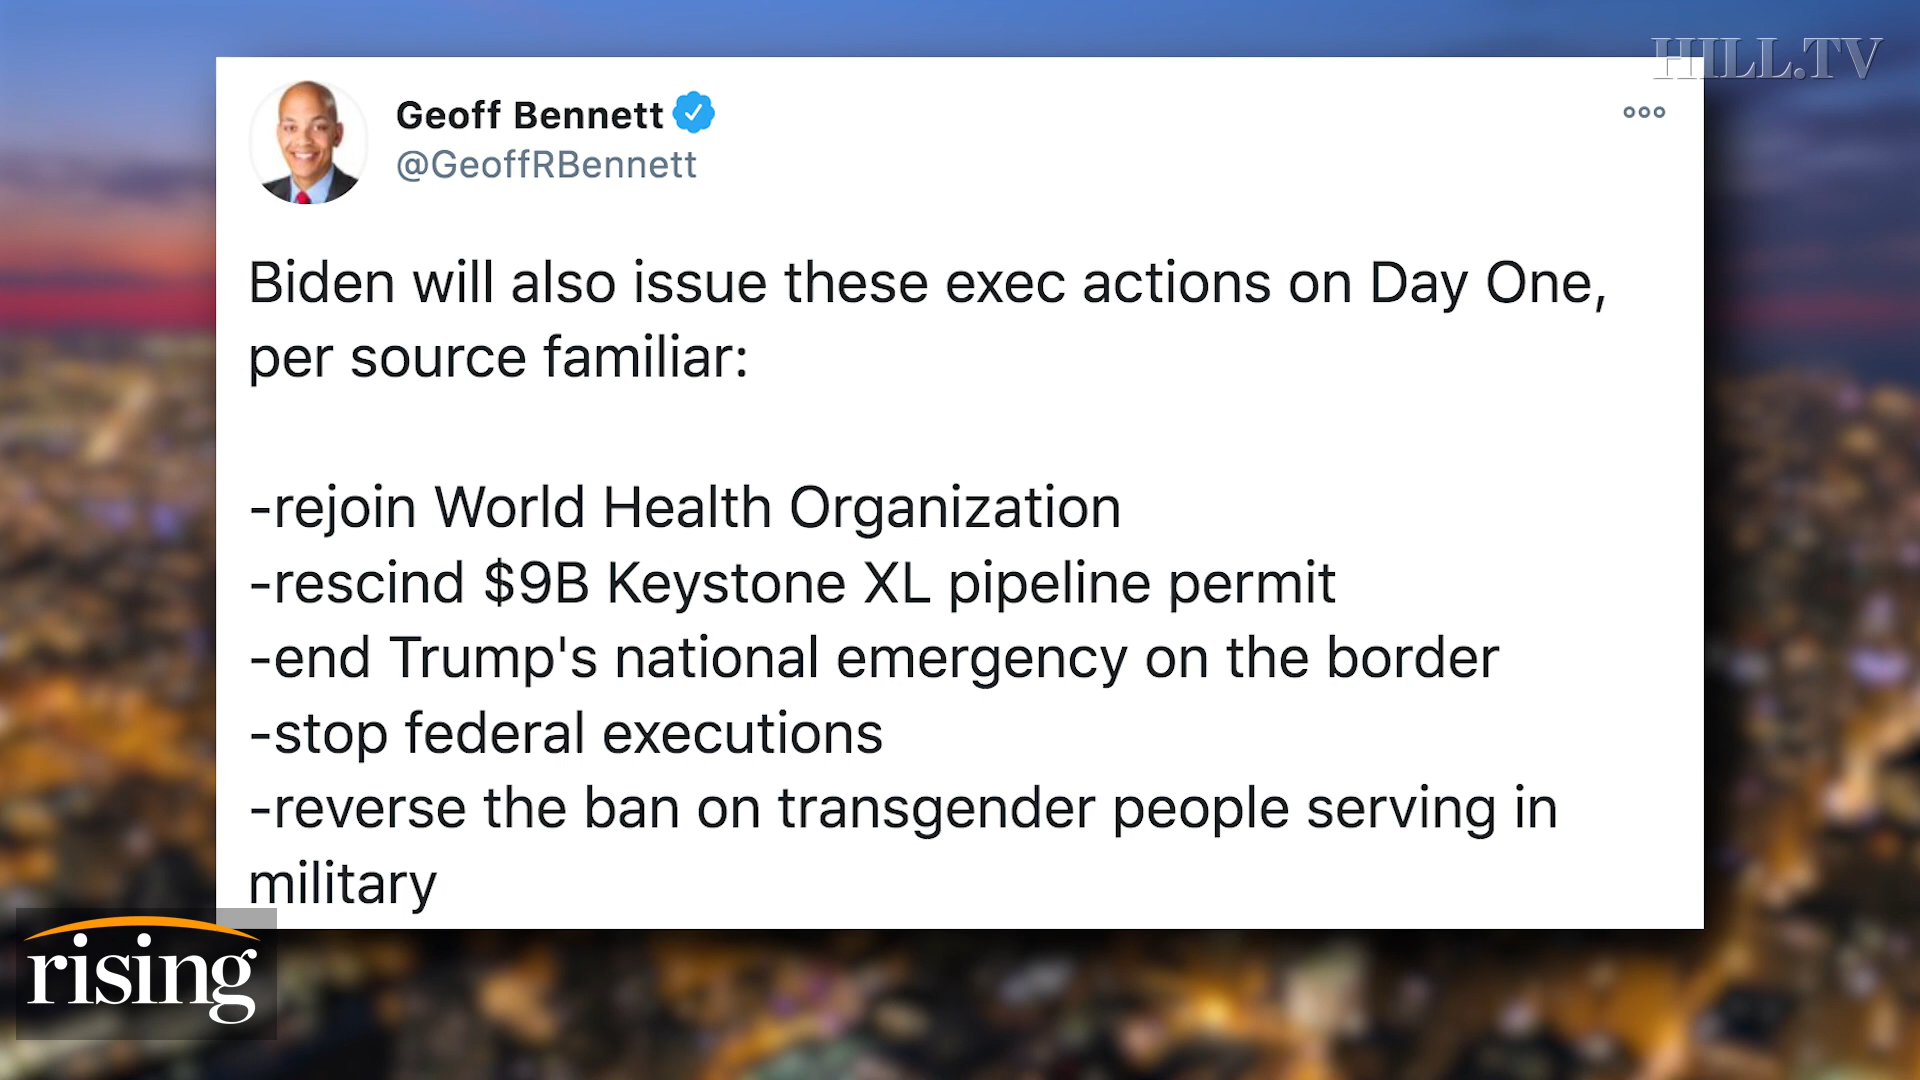 HILL.TV
Geoff Bennett
@GeoffRBennett
Biden will also issue these exec actions on Day One,
per source familiar:
-rejoin World Health Organization
-rescind $9B Keystone XL pipeline permit
-end Trump's national emergency on the border
-stop federal executions
-reverse the ban on transgender people serving in
military
rising